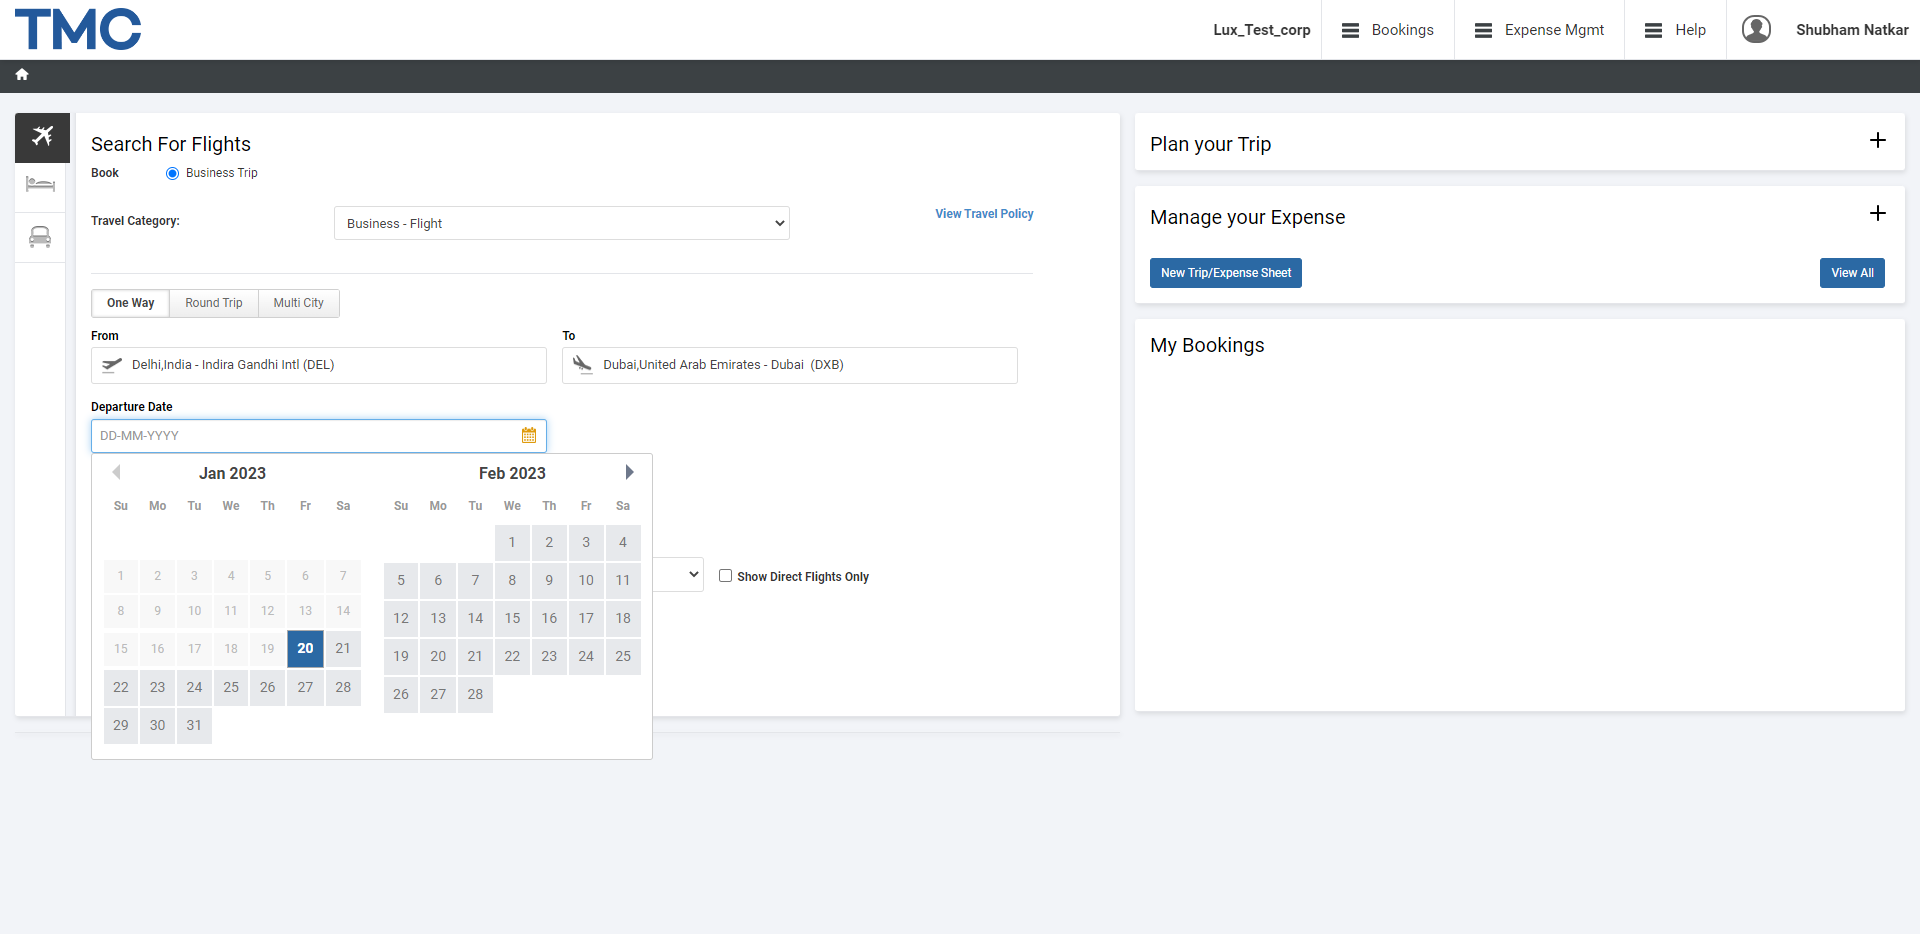 TMC
Lux_Test_corp Bookings Expense Mgmt Help Shubham Natkar
Search For Flights
Book Business Trip
Travel Category: Business - Flight View Travel Policy
One Way Round Trip Multi City
From To
Delhi,India - Indira Gandhi Intl (DEL) Dubai,United Arab Emirates - Dubai (DXB)
Departure Date
DD-MM-YYYY
Jan 2023
Su Mo Tu We Th Fr Sa
1 2 3 4 5 6 7
8 9 10 11 12 13 14
15 16 17 18 19 20 21
22 23 24 25 26 27 28
29 30 31
Feb 2023
Su Mo Tu We Th Fr Sa
1 2 3 4
5 6 7 8 9 10 11
12 13 14 15 16 17 18
19 20 21 22 23 24 25
26 27 28
Show Direct Flights Only
Plan your Trip
Manage your Expense
New Trip/Expense Sheet View All
My Bookings